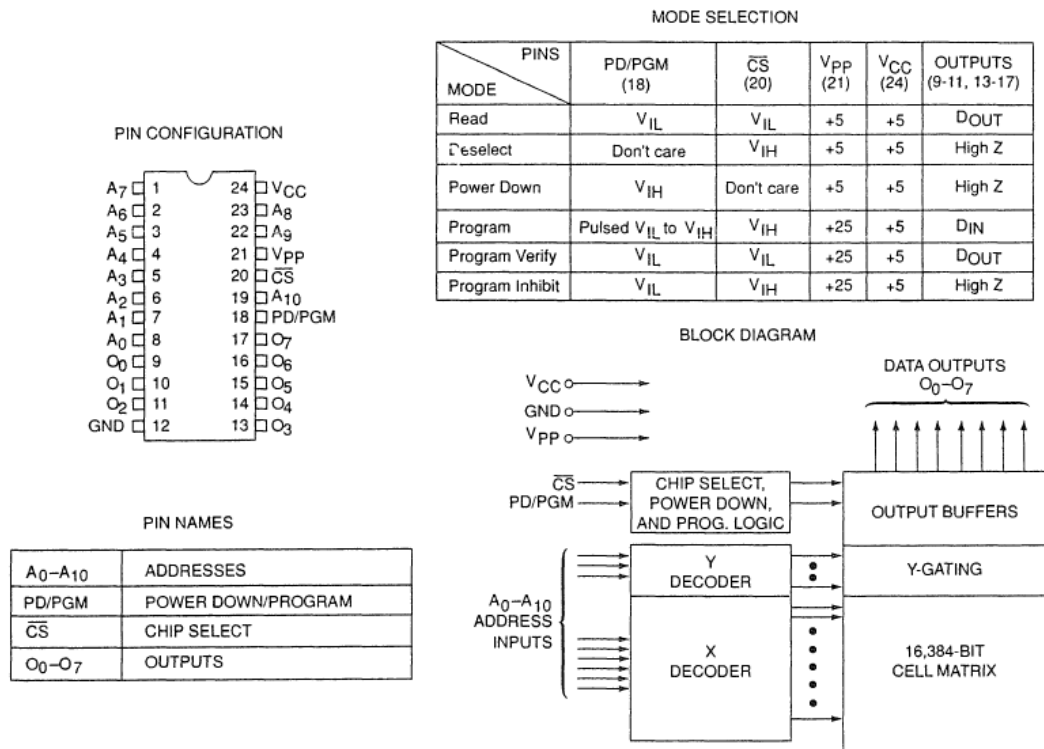 MODE SELECTION
PINS
MODE
PD/PGM
(18)
CS
(20)
VPP
(21)
VCC
(24)
OUTPUTS
(9-11, 13-17)
Read VIL VIL +5 +5 DOUT
Deselect Don't care VIH +5 +5 High Z
Power Down VIH Don't care +5 +5 High Z
Program Pulsed VIL to VIH VIH +25 +5 DIN
Program Verify VIL VIL +25 +5 DOUT
Program Inhibit VIL VIH +25 +5 High Z
PIN CONFIGURATION
A7 1 24 VCC
A6 2 23 A8
A5 3 22 A9
A4 4 21 VPP
A3 5 20 CS
A2 6 19 A10
A1 7 18 PD/PGM
A0 8 17 O7
O0 9 16 O6
O1 10 15 O5
O2 11 14 O4
GND 12 13 O3
PIN NAMES
A0–A10 ADDRESSES
PD/PGM POWER DOWN/PROGRAM
CS CHIP SELECT
O0–O7 OUTPUTS
BLOCK DIAGRAM
VCC
GND
VPP
DATA OUTPUTS
O0–O7
CS
PD/PGM
CHIP SELECT,
POWER DOWN,
AND PROG. LOGIC
OUTPUT BUFFERS
Y
DECODER
Y-GATING
A0–A10
ADDRESS
INPUTS
X
DECODER
16,384-BIT
CELL MATRIX